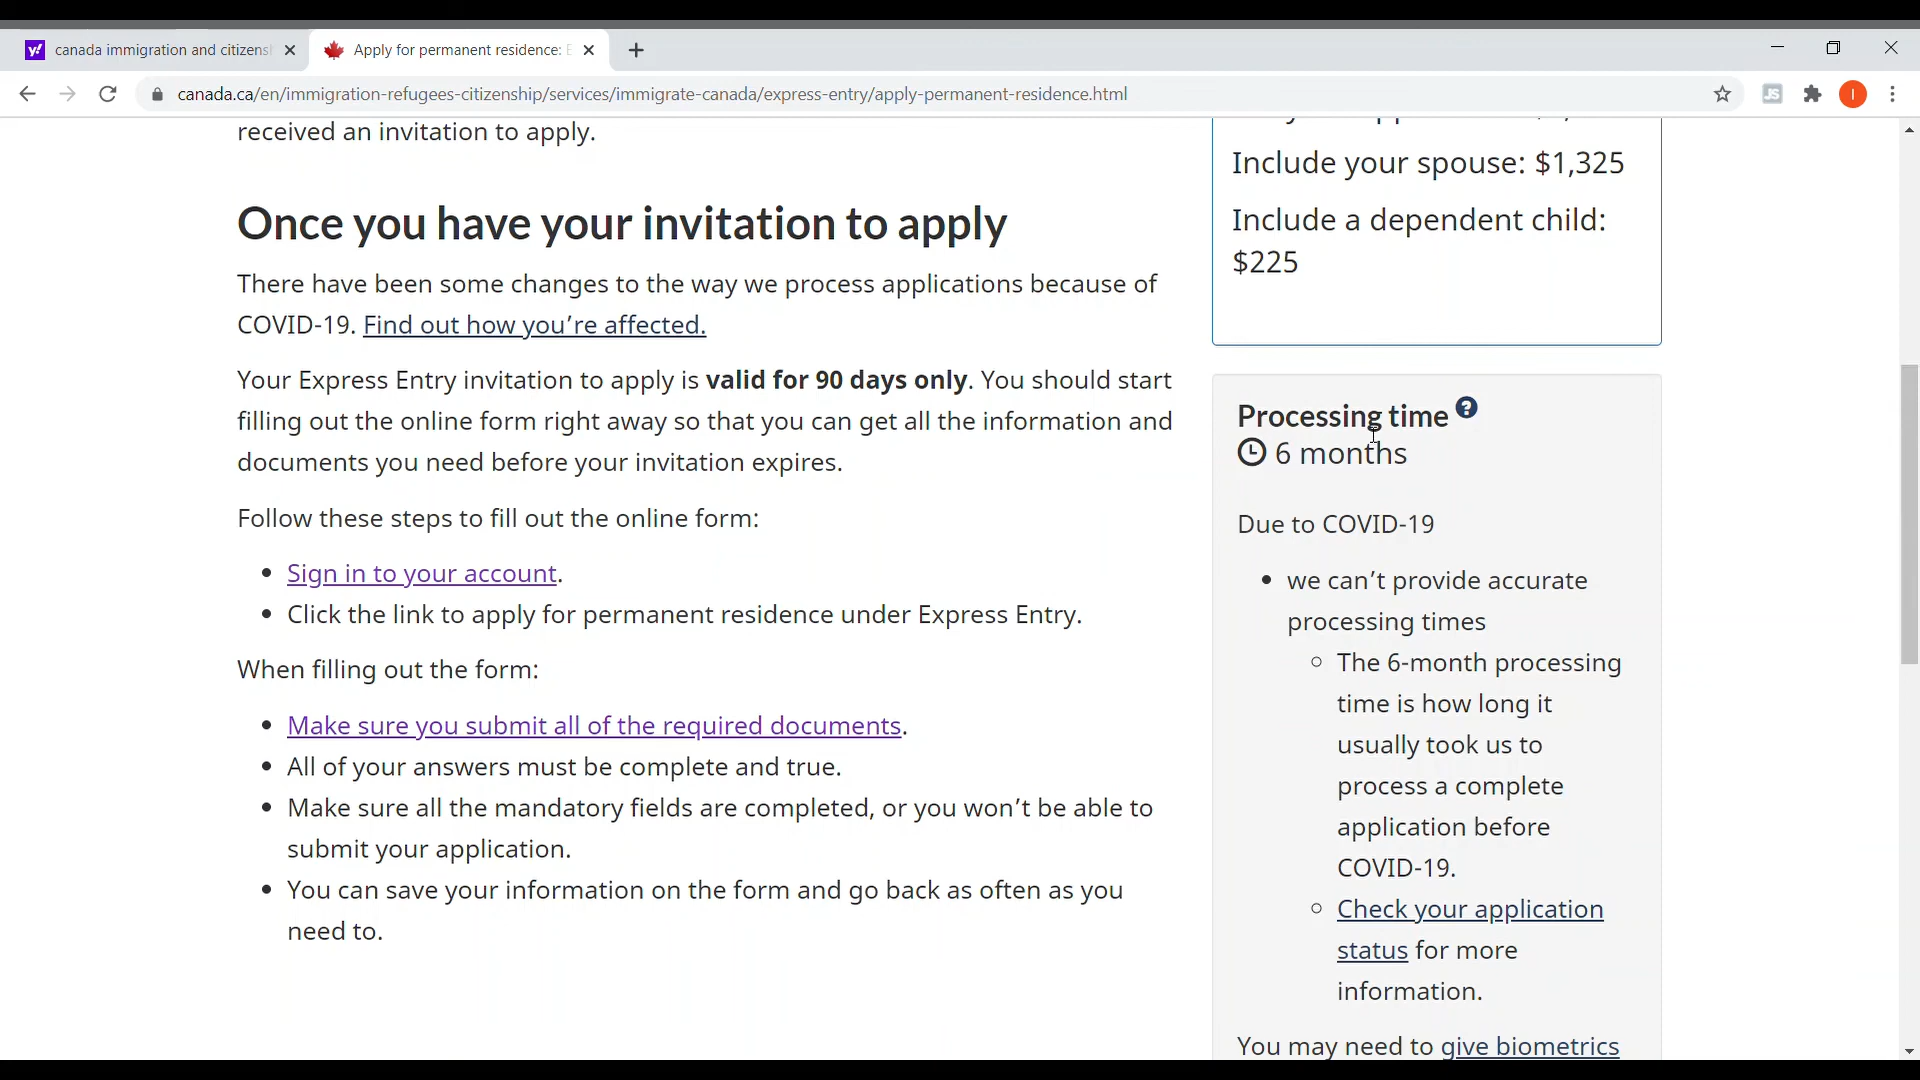 canada immigration and citizens
Apply for permanent residence:
canada.ca/en/immigration-refugees-citizenship/services/immigrate-canada/express-entry/apply-permanent-residence.html
JS
I
received an invitation to apply.
Once you have your invitation to apply
There have been some changes to the way we process applications because of
COVID-19. Find out how you’re affected.
Your Express Entry invitation to apply is valid for 90 days only. You should start
filling out the online form right away so that you can get all the information and
documents you need before your invitation expires.
Follow these steps to fill out the online form:
Sign in to your account.
Click the link to apply for permanent residence under Express Entry.
When filling out the form:
Make sure you submit all of the required documents.
All of your answers must be complete and true.
Make sure all the mandatory fields are completed, or you won’t be able to
submit your application.
You can save your information on the form and go back as often as you
need to.
Include your spouse: $1,325
Include a dependent child:
$225
Processing time ?
6 months
Due to COVID-19
we can’t provide accurate
processing times
The 6-month processing
time is how long it
usually took us to
process a complete
application before
COVID-19.
Check your application
status for more
information.
You may need to give biometrics